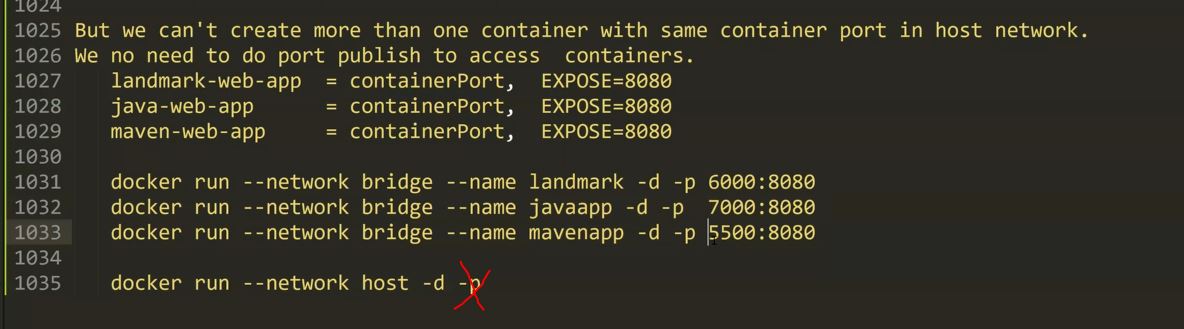 1024
1025 But we can't create more than one container with same container port in host network.
1026 We no need to do port publish to access  containers.
1027    landmark-web-app  = containerPort,  EXPOSE=8080
1028    java-web-app      = containerPort,  EXPOSE=8080
1029    maven-web-app     = containerPort,  EXPOSE=8080
1030
1031    docker run --network bridge --name landmark -d -p 6000:8080
1032    docker run --network bridge --name javaapp -d -p  7000:8080
1033    docker run --network bridge --name mavenapp -d -p 5500:8080
1034
1035    docker run --network host -d -p